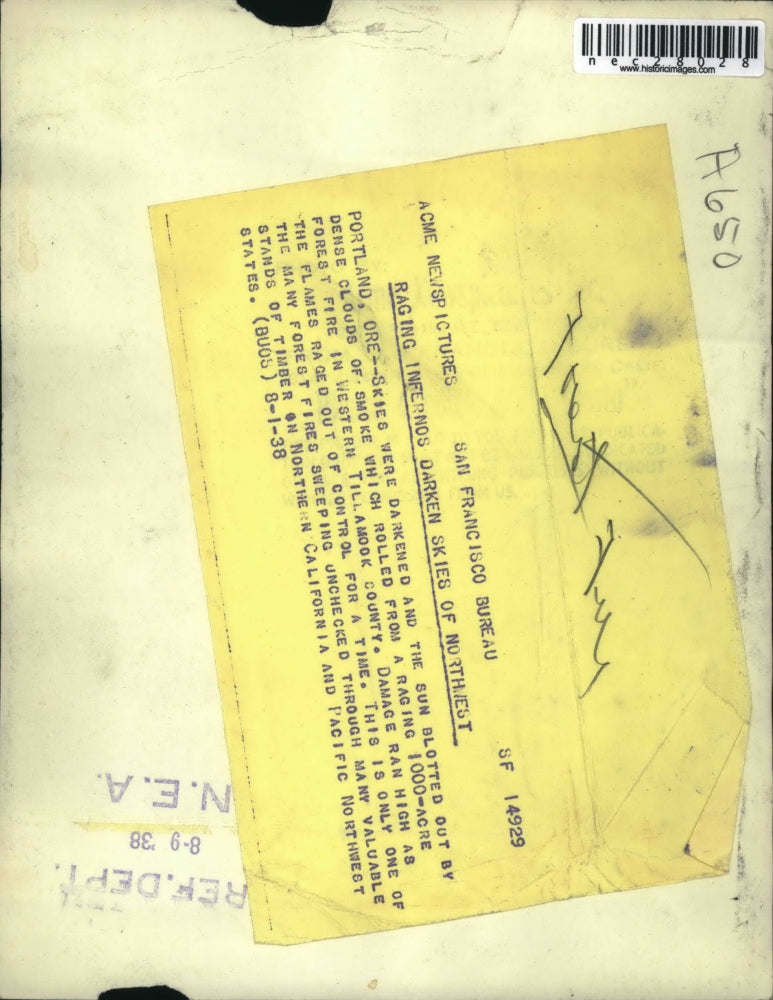 nec28028
www.historicimages.com
A650
Forest Fires
ACME NEWSPICTURES SAN FRANCISCO BUREAU SF 14929
RAGING INFERNOS DARKEN SKIES OF NORTHWEST
PORTLAND, ORE--SKIES WERE DARKENED AND THE SUN BLOTTED OUT BY
DENSE CLOUDS OF SMOKE WHICH ROLLED FROM A RAGING 1000-ACRE
FOREST FIRE IN WESTERN TILLAMOOK COUNTY. DAMAGE RAN HIGH AS
THE FLAMES RAGED OUT OF CONTROL FOR A TIME. THIS IS ONLY ONE OF
THE MANY FOREST FIRES SWEEPING UNCHECKED THROUGH MANY VALUABLE
STANDS OF TIMBER ON NORTHERN CALIFORNIA AND PACIFIC NORTHWEST
STATES. (BUOS) 8-1-38
N.E.A.
8-9 '38
REF. DEPT.